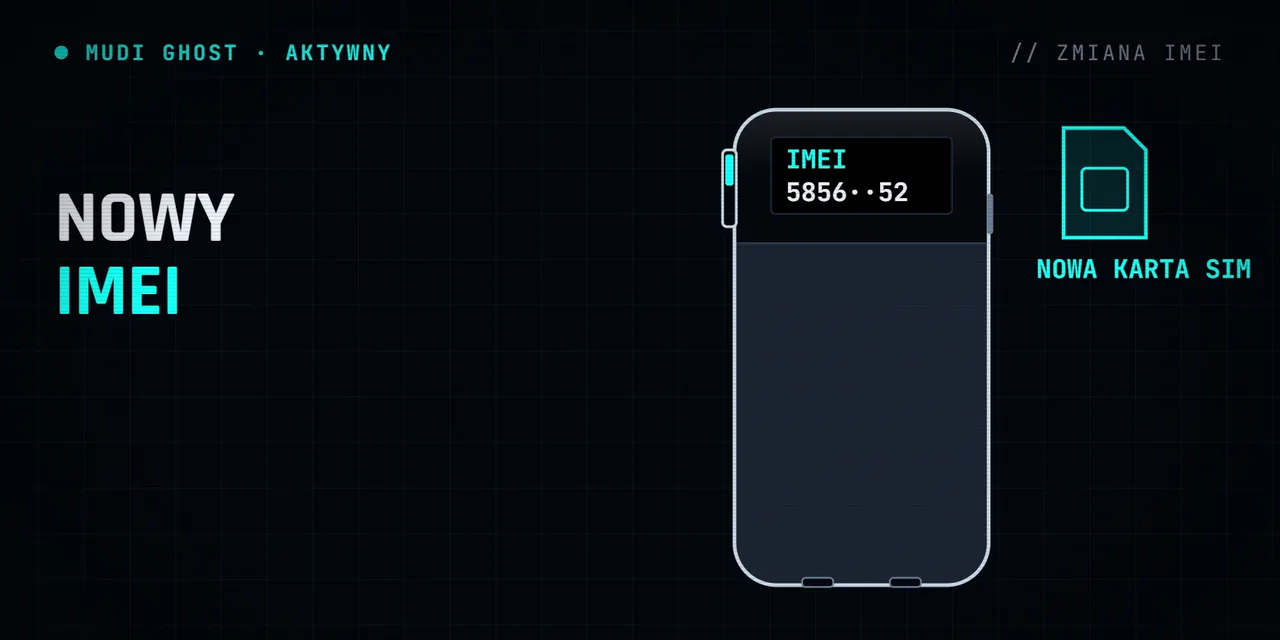 MUDI GHOST · AKTYWNY
// ZMIANA IMEI
NOWY
IMEI
IMEI
5856··52
NOWA KARTA SIM